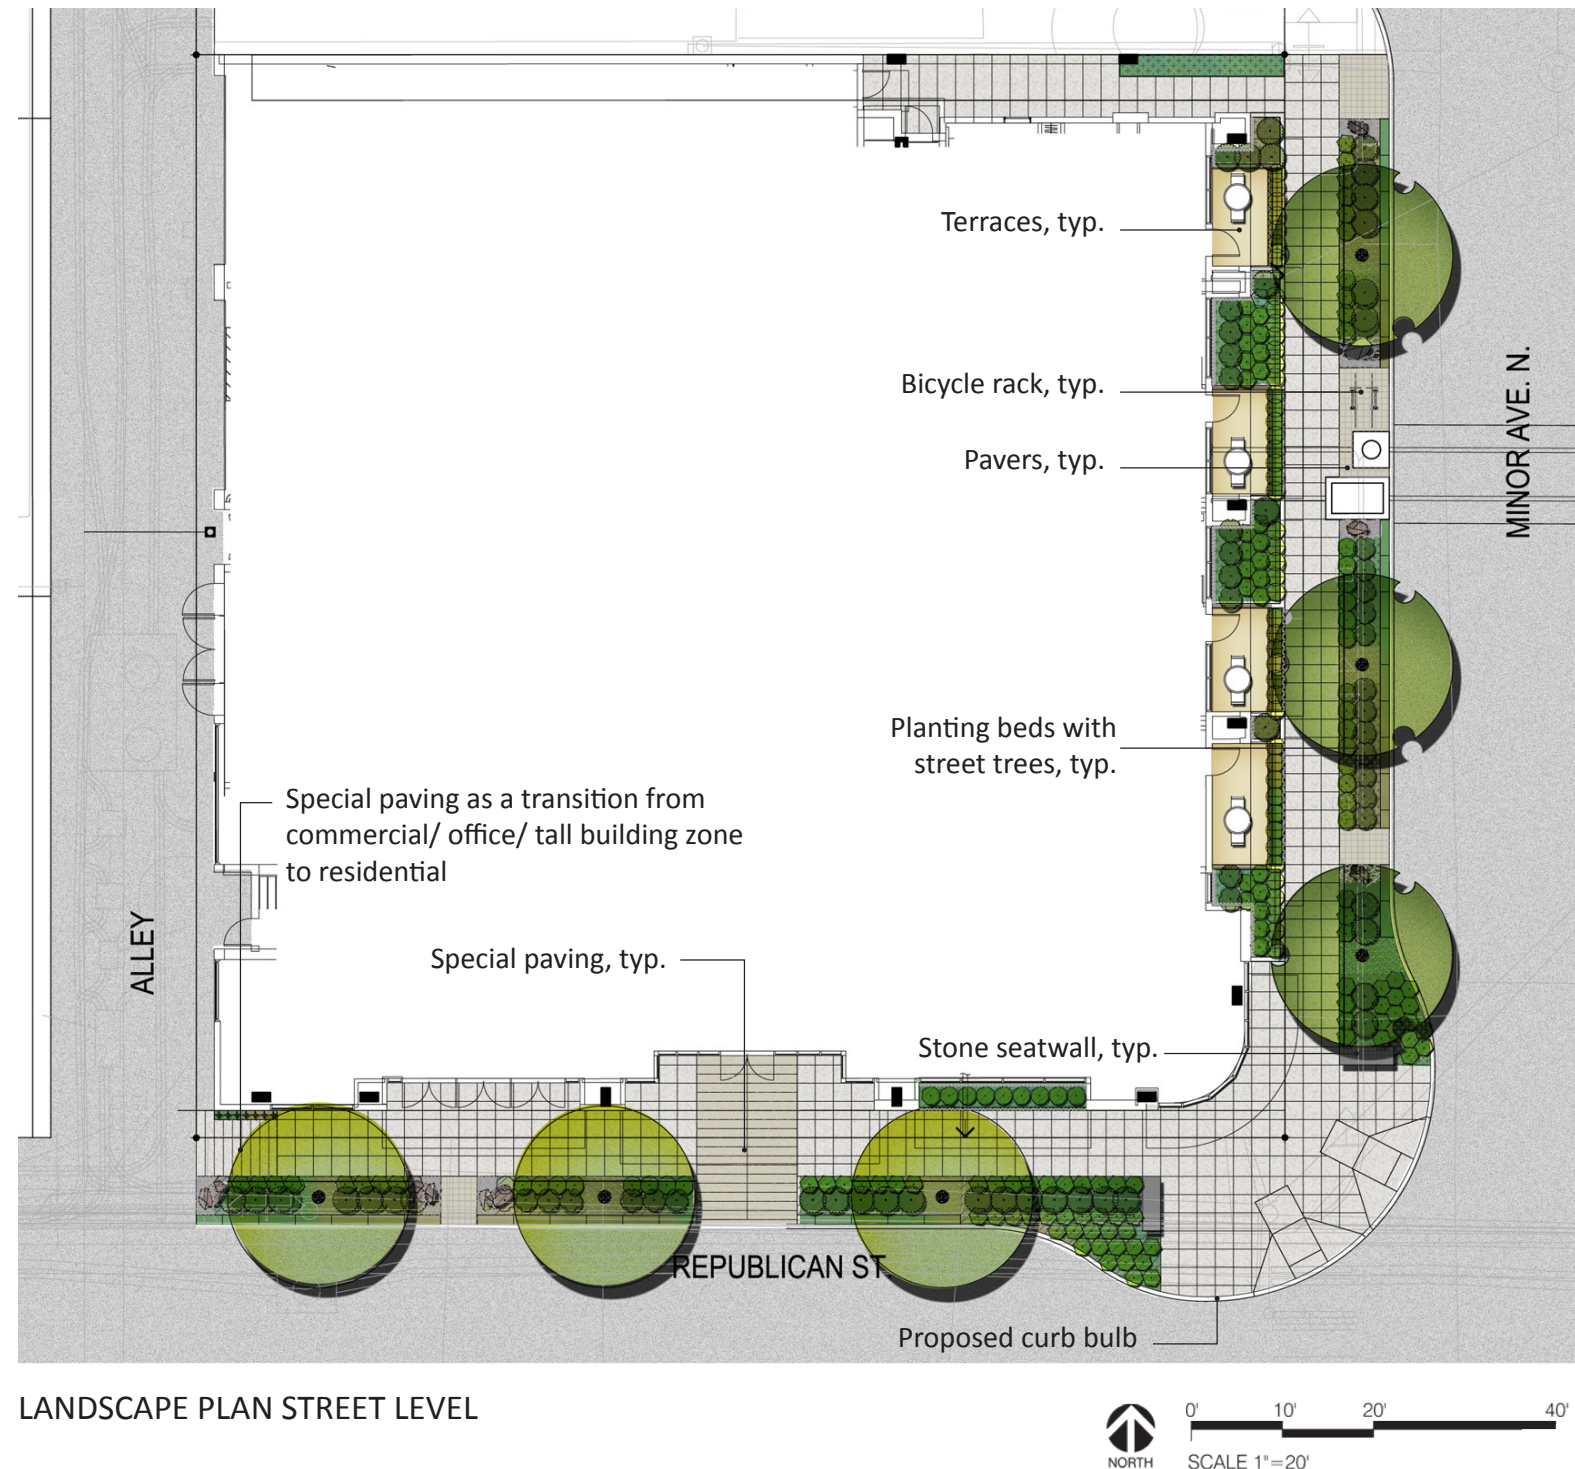 Terraces, typ.
Bicycle rack, typ.
MINOR AVE. N.
Pavers, typ.
Planting beds with
street trees, typ.
Special paving as a transition from
commercial/ office/ tall building zone
to residential
ALLEY
Special paving, typ.
Stone seatwall, typ.
REPUBLICAN ST.
Proposed curb bulb
LANDSCAPE PLAN STREET LEVEL
0' 10' 20' 40'
NORTH
SCALE 1"=20'